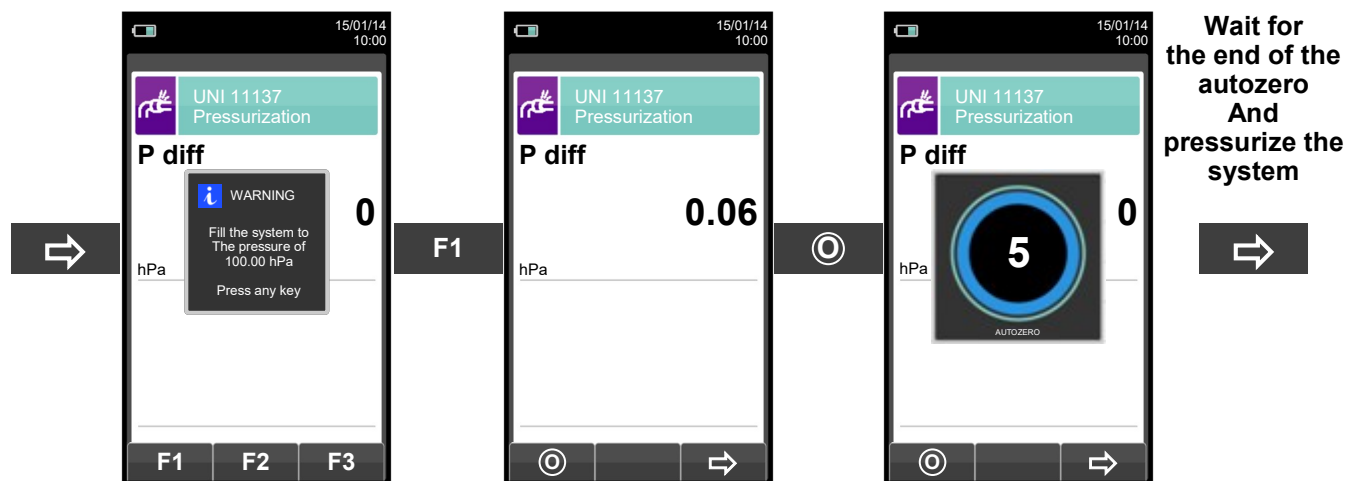 15/01/14
10:00
UNI 11137
Pressurization
P diff
i WARNING
Fill the system to
The pressure of
100.00 hPa
Press any key
0
hPa
F1 F2 F3
F1
15/01/14
10:00
UNI 11137
Pressurization
P diff
0.06
hPa
O
O
15/01/14
10:00
UNI 11137
Pressurization
P diff
5
AUTOZERO
0
hPa
O
Wait for
the end of the
autozero
And
pressurize the
system